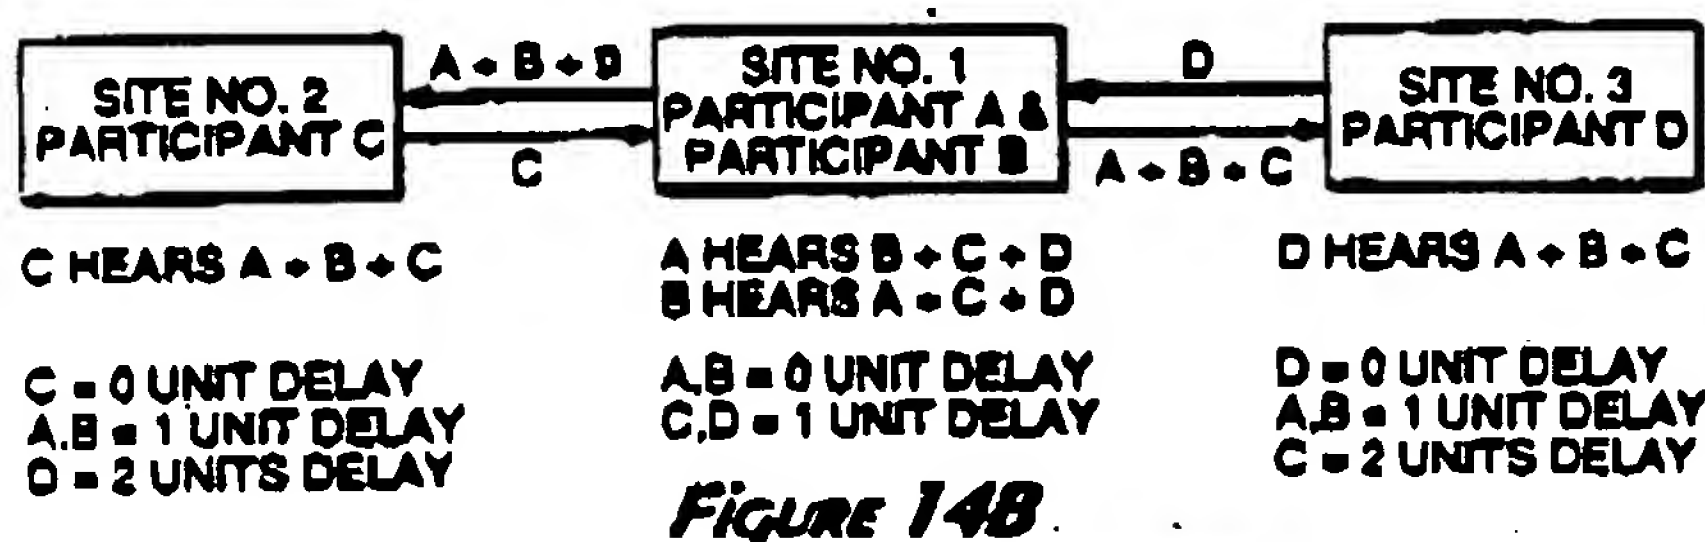 A + B + D
D
SITE NO. 2
PARTICIPANT C
SITE NO. 1
PARTICIPANT A &
PARTICIPANT B
SITE NO. 3
PARTICIPANT D
C
A + B + C
C HEARS A + B + C
A HEARS B + C + D
B HEARS A + C + D
D HEARS A + B + C
C = 0 UNIT DELAY
A,B = 1 UNIT DELAY
D = 2 UNITS DELAY
A,B = 0 UNIT DELAY
C,D = 1 UNIT DELAY
D = 0 UNIT DELAY
A,B = 1 UNIT DELAY
C = 2 UNITS DELAY
FIGURE 14B